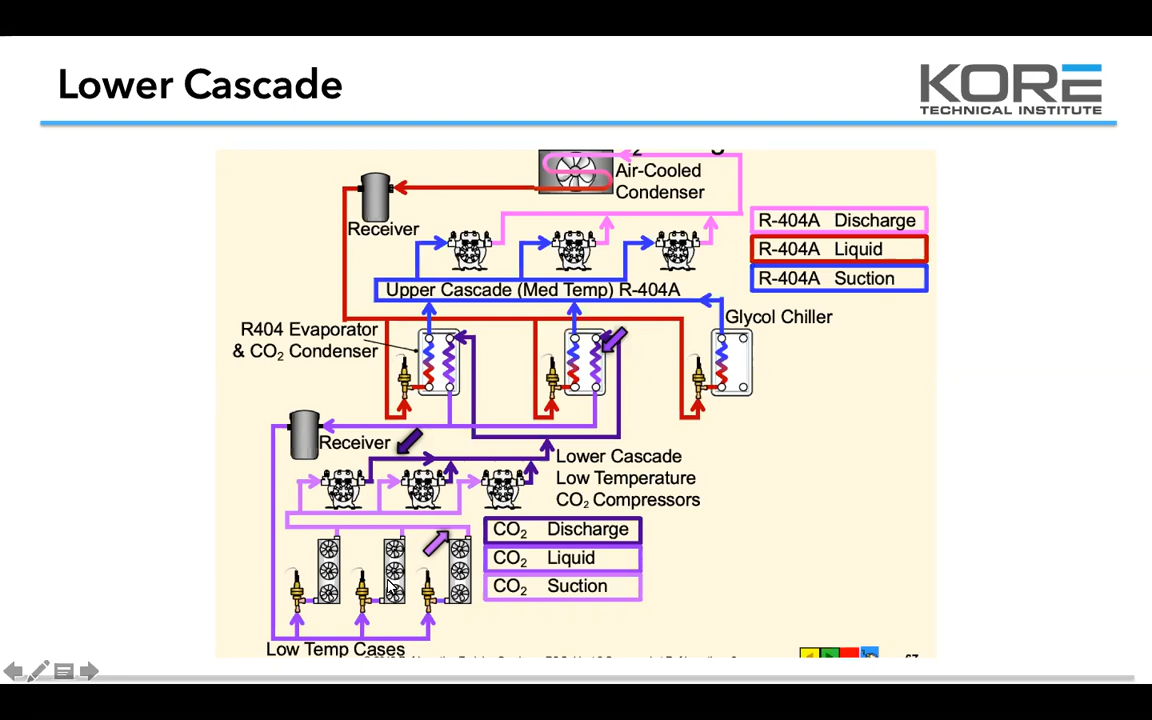 Lower Cascade
KORE
TECHNICAL INSTITUTE
Air-Cooled
Condenser
Receiver
R-404A Discharge
R-404A Liquid
R-404A Suction
Upper Cascade (Med Temp) R-404A
Glycol Chiller
R404 Evaporator
& CO₂ Condenser
Receiver
Lower Cascade
Low Temperature
CO₂ Compressors
CO₂ Discharge
CO₂ Liquid
CO₂ Suction
Low Temp Cases